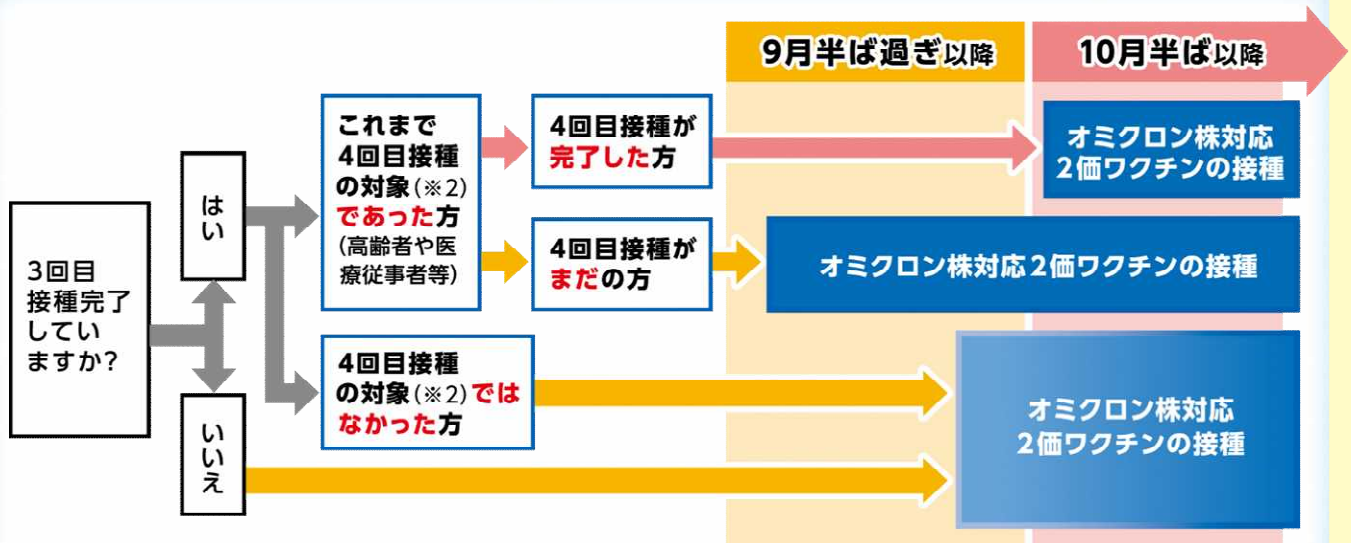 9月半ば過ぎ以降
10月半ば以降
3回目
接種完了
してい
ますか?
はい
いいえ
これまで
4回目接種
の対象(※2)
であった方
(高齢者や医
療従事者等)
4回目接種が
完了した方
オミクロン株対応
2価ワクチンの接種
4回目接種が
まだの方
オミクロン株対応2価ワクチンの接種
4回目接種
の対象(※2)では
なかった方
オミクロン株対応
2価ワクチンの接種